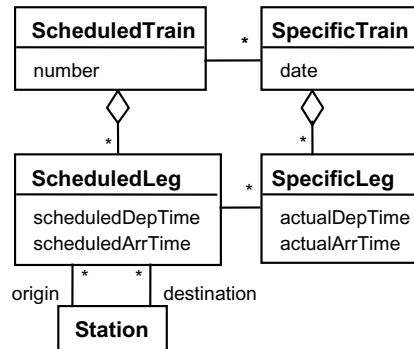 ScheduledTrain
number
*
SpecificTrain
date
*
*
ScheduledLeg
scheduledDepTime
scheduledArrTime
*
SpecificLeg
actualDepTime
actualArrTime
* *
origin destination
Station